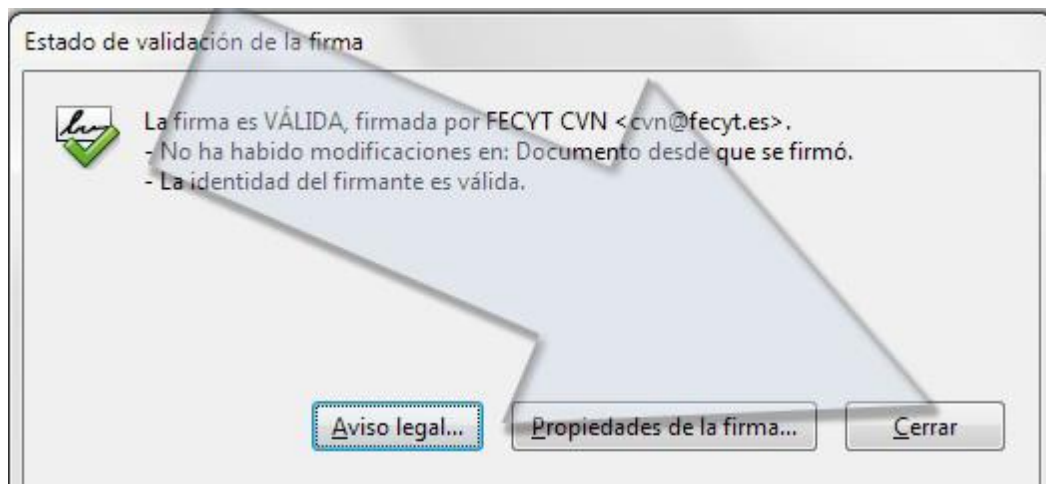 Estado de validación de la firma
La firma es VÁLIDA, firmada por FECYT CVN <cvn@fecyt.es>.
- No ha habido modificaciones en: Documento desde que se firmó.
- La identidad del firmante es válida.
Aviso legal... Propiedades de la firma... Cerrar